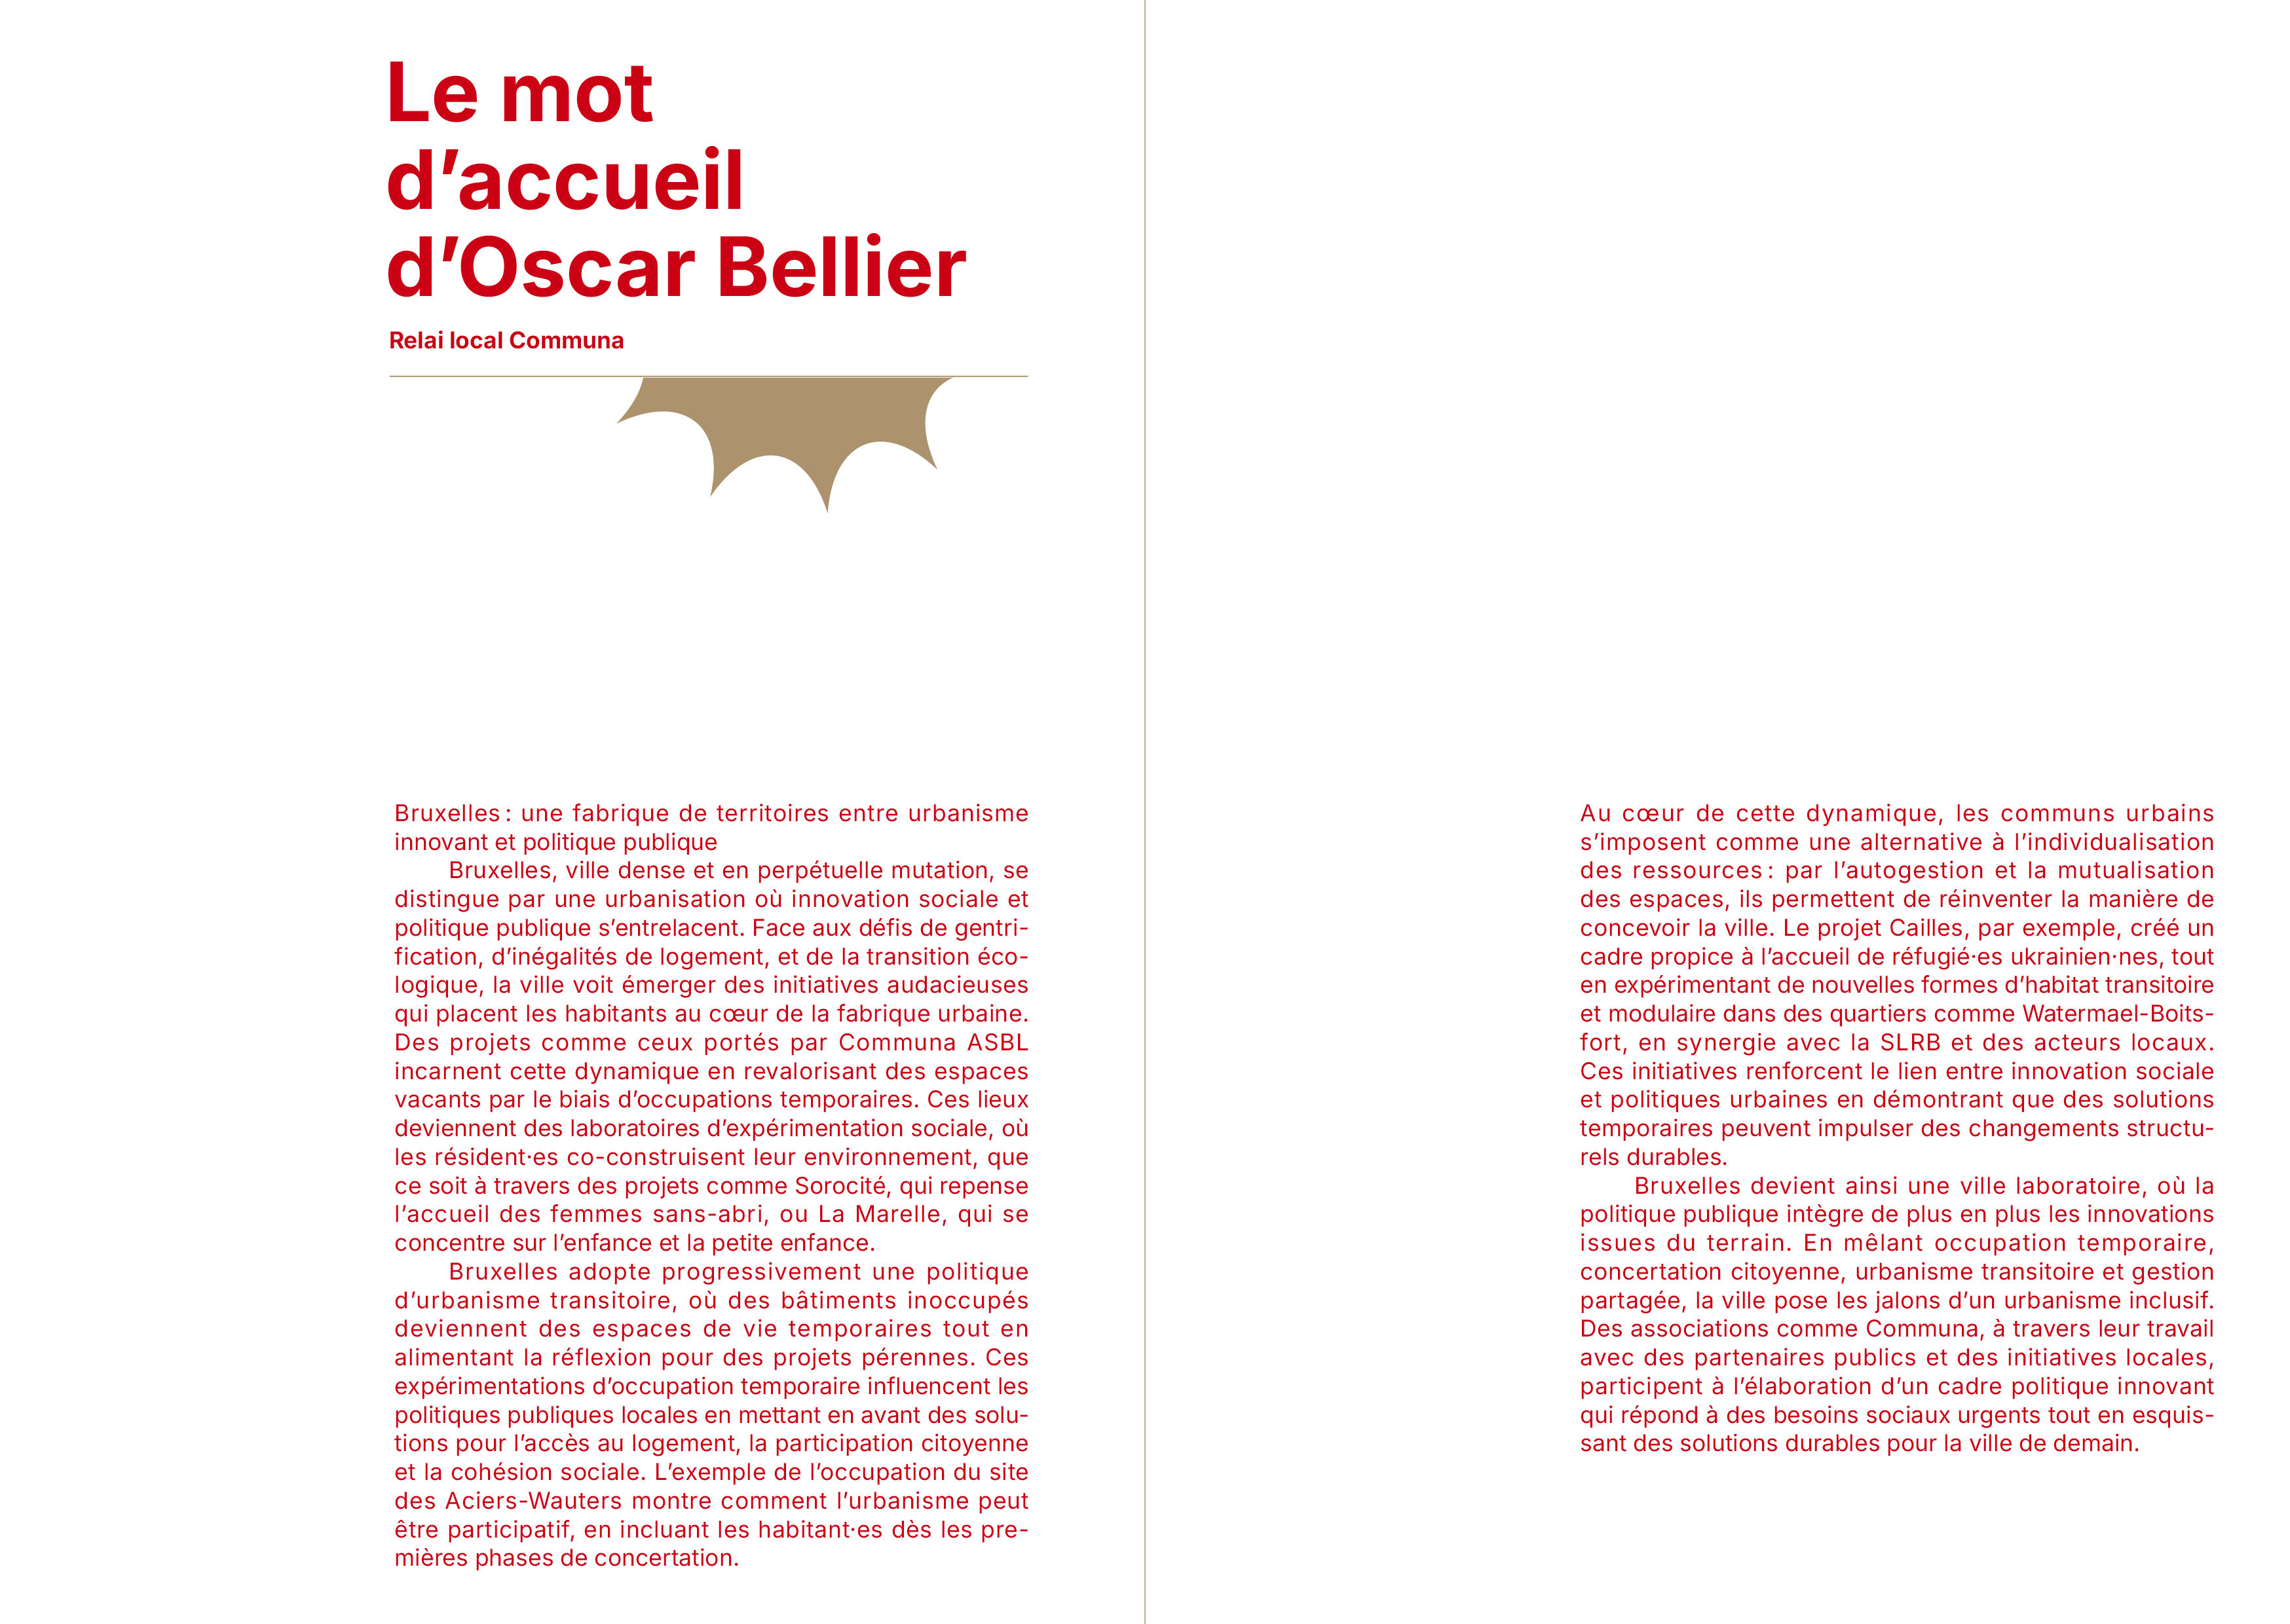 Le mot
d’accueil
d’Oscar Bellier
Relai local Communa
Bruxelles : une fabrique de territoires entre urbanisme
innovant et politique publique
Bruxelles, ville dense et en perpétuelle mutation, se
distingue par une urbanisation où innovation sociale et
politique publique s’entrelacent. Face aux défis de gentri-
fication, d’inégalités de logement, et de la transition éco-
logique, la ville voit émerger des initiatives audacieuses
qui placent les habitants au cœur de la fabrique urbaine.
Des projets comme ceux portés par Communa ASBL
incarnent cette dynamique en revalorisant des espaces
vacants par le biais d’occupations temporaires. Ces lieux
deviennent des laboratoires d’expérimentation sociale, où
les résident·es co-construisent leur environnement, que
ce soit à travers des projets comme Sorocité, qui repense
l’accueil des femmes sans-abri, ou La Marelle, qui se
concentre sur l’enfance et la petite enfance.
Bruxelles adopte progressivement une politique
d’urbanisme transitoire, où des bâtiments inoccupés
deviennent des espaces de vie temporaires tout en
alimentant la réflexion pour des projets pérennes. Ces
expérimentations d’occupation temporaire influencent les
politiques publiques locales en mettant en avant des solu-
tions pour l’accès au logement, la participation citoyenne
et la cohésion sociale. L’exemple de l’occupation du site
des Aciers-Wauters montre comment l’urbanisme peut
être participatif, en incluant les habitant·es dès les pre-
mières phases de concertation.
Au cœur de cette dynamique, les communs urbains
s’imposent comme une alternative à l’individualisation
des ressources : par l’autogestion et la mutualisation
des espaces, ils permettent de réinventer la manière de
concevoir la ville. Le projet Cailles, par exemple, créé un
cadre propice à l’accueil de réfugié·es ukrainien·nes, tout
en expérimentant de nouvelles formes d’habitat transitoire
et modulaire dans des quartiers comme Watermael-Boits-
fort, en synergie avec la SLRB et des acteurs locaux.
Ces initiatives renforcent le lien entre innovation sociale
et politiques urbaines en démontrant que des solutions
temporaires peuvent impulser des changements structu-
rels durables.
Bruxelles devient ainsi une ville laboratoire, où la
politique publique intègre de plus en plus les innovations
issues du terrain. En mêlant occupation temporaire,
concertation citoyenne, urbanisme transitoire et gestion
partagée, la ville pose les jalons d’un urbanisme inclusif.
Des associations comme Communa, à travers leur travail
avec des partenaires publics et des initiatives locales,
participent à l’élaboration d’un cadre politique innovant
qui répond à des besoins sociaux urgents tout en esquis-
sant des solutions durables pour la ville de demain.